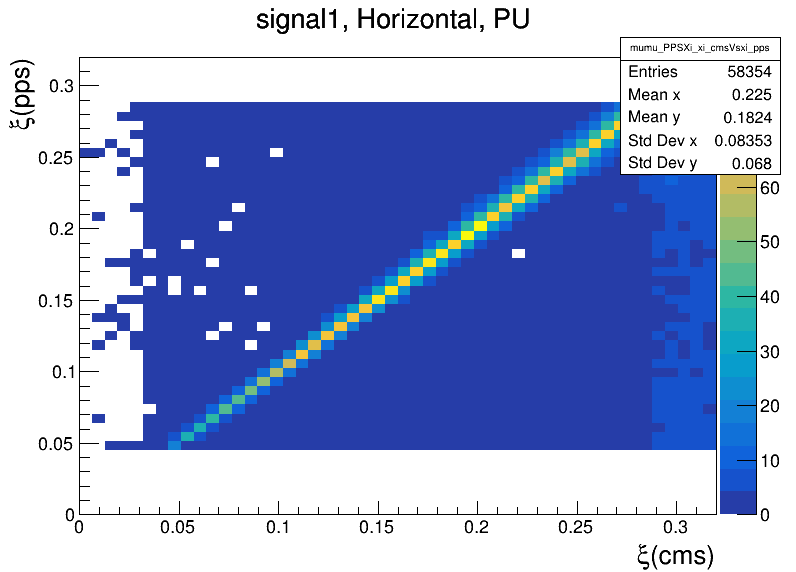 signal1, Horizontal, PU
mumu_PPSXi_xi_cmsVsxi_pps
Entries 58354
Mean x 0.225
Mean y 0.1824
Std Dev x 0.08353
Std Dev y 0.068
ξ(pps)
0.3
0.25
0.2
0.15
0.1
0.05
0
0 0.05 0.1 0.15 0.2 0.25 0.3
ξ(cms)
60
50
40
30
20
10
0